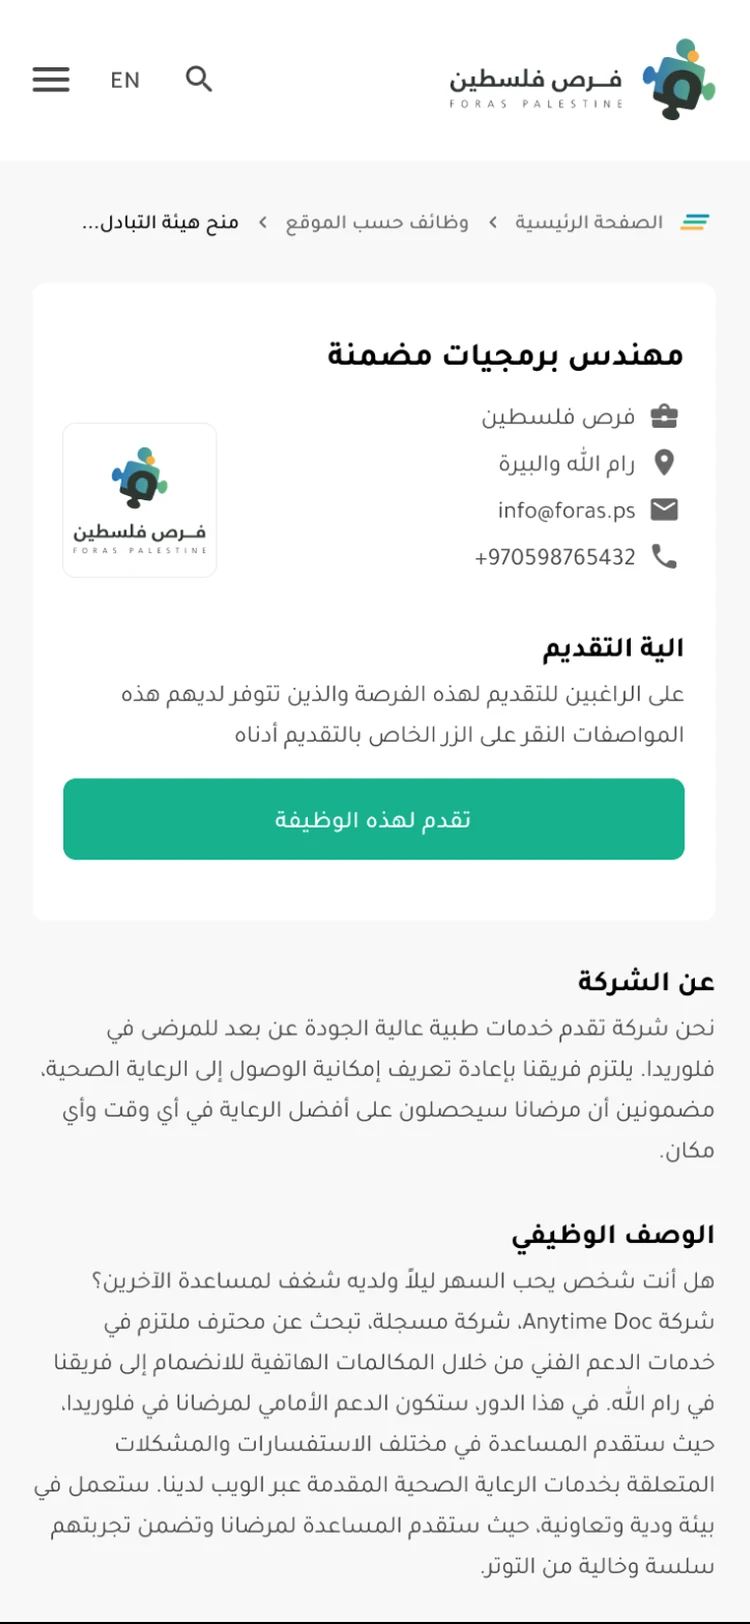 فـرص فلسطين
FORAS PALESTINE
EN
الصفحة الرئيسية > وظائف حسب الموقع > منح هيئة التبادل...
مهندس برمجيات مضمنة
فرص فلسطين
رام الله والبيرة
info@foras.ps
+970598765432
فـرص فلسطين
FORAS PALESTINE
الية التقديم
على الراغبين للتقديم لهذه الفرصة والذين تتوفر لديهم هذه
المواصفات النقر على الزر الخاص بالتقديم أدناه
تقدم لهذه الوظيفة
عن الشركة
نحن شركة تقدم خدمات طبية عالية الجودة عن بعد للمرضى في
فلوريدا. يلتزم فريقنا بإعادة تعريف إمكانية الوصول إلى الرعاية الصحية،
مضمونين أن مرضانا سيحصلون على أفضل الرعاية في أي وقت وأي
مكان.
الوصف الوظيفي
هل أنت شخص يحب السهر ليلاً ولديه شغف لمساعدة الآخرين؟
شركة Anytime Doc، شركة مسجلة، تبحث عن محترف ملتزم في
خدمات الدعم الفني من خلال المكالمات الهاتفية للانضمام إلى فريقنا
في رام الله. في هذا الدور، ستكون الدعم الأمامي لمرضانا في فلوريدا،
حيث ستقدم المساعدة في مختلف الاستفسارات والمشكلات
المتعلقة بخدمات الرعاية الصحية المقدمة عبر الويب لدينا. ستعمل في
بيئة ودية وتعاونية، حيث ستقدم المساعدة لمرضانا وتضمن تجربتهم
سلسة وخالية من التوتر.